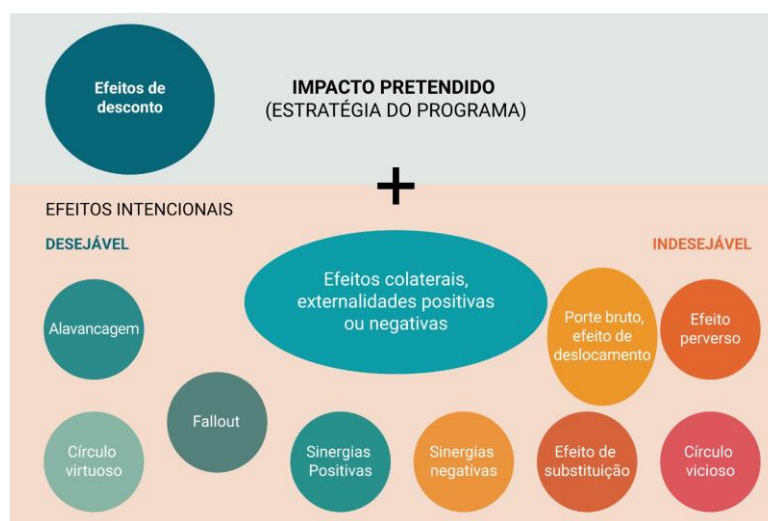 Efeitos de
desconto
IMPACTO PRETENDIDO
(ESTRATÉGIA DO PROGRAMA)
+
EFEITOS INTENCIONAIS
DESEJÁVEL
INDESEJÁVEL
Efeitos colaterais,
externalidades positivas
ou negativas
Alavancagem
Porte bruto,
efeito de
deslocamento
Efeito
perverso
Fallout
Círculo
virtuoso
Sinergias
Positivas
Sinergias
negativas
Efeito de
substituição
Círculo
vicioso